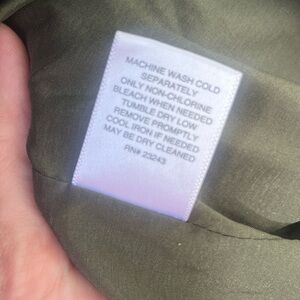 MACHINE WASH COLD
SEPARATELY
ONLY NON-CHLORINE
BLEACH WHEN NEEDED
TUMBLE DRY LOW
REMOVE PROMPTLY
COOL IRON IF NEEDED
MAY BE DRY CLEANED
RN# 23243